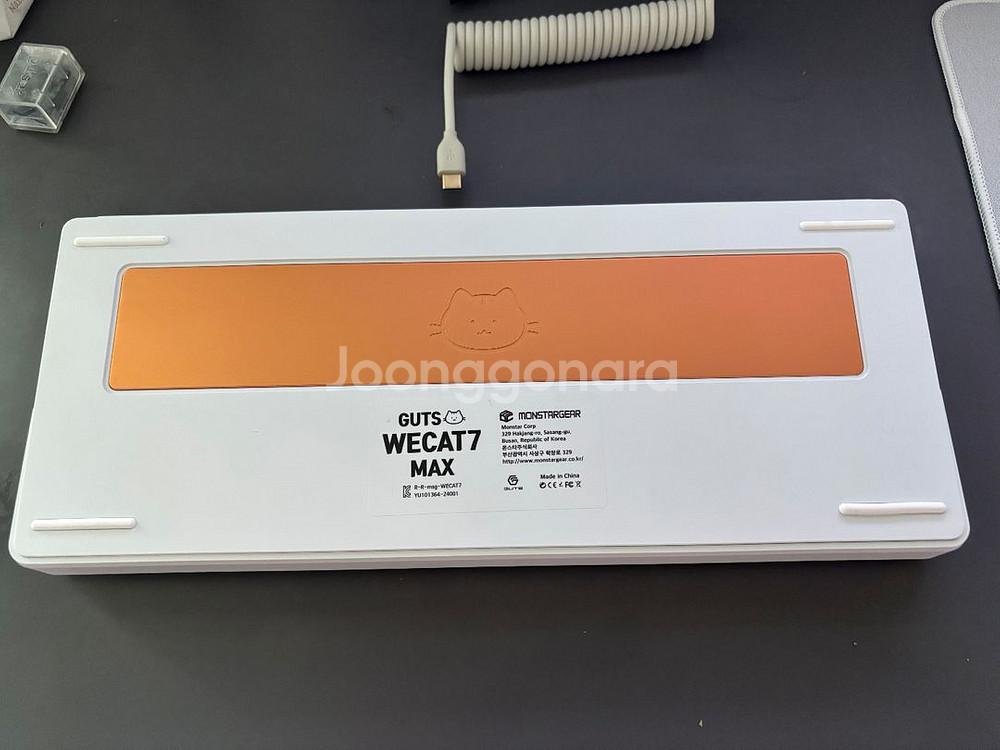 Joonggonara
GUTS
WECAT7
MAX
R-R-msg-WECAT7
YU101364-24001
MONSTARGEAR
Monstar Corp
329 Hakjang-ro, Sasang-gu,
Busan, Republic of Korea
몬스타주식회사
부산광역시 사상구 학장로 329
http://www.monstargear.co.kr/
GUTS
Made in China
CE FC